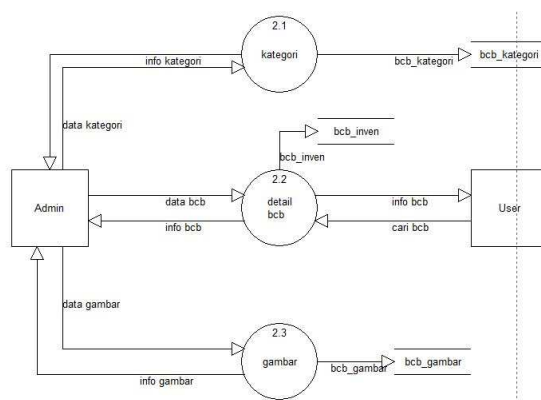 2.1
kategori
info kategori
bcb_kategori
bcb_kategori
data kategori
bcb_inven
bcb_inven
2.2
detail
bcb
Admin
data bcb
info bcb
info bcb
cari bcb
User
data gambar
2.3
gambar
info gambar
bcb_gambar
bcb_gambar